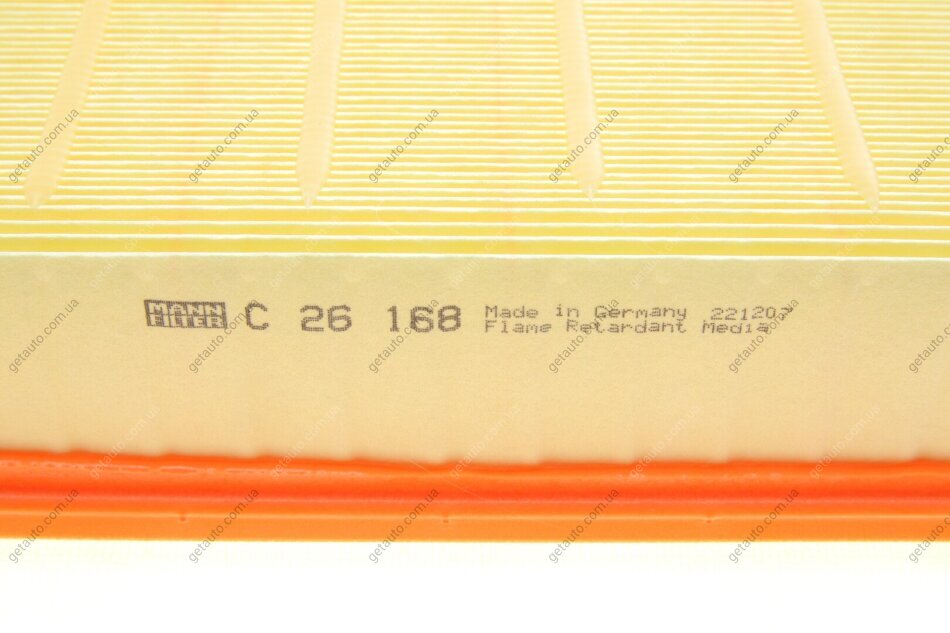 MANN
FILTER
C 26 168
Made in Germany 221207
Flame Retardant Media
getauto.com.ua